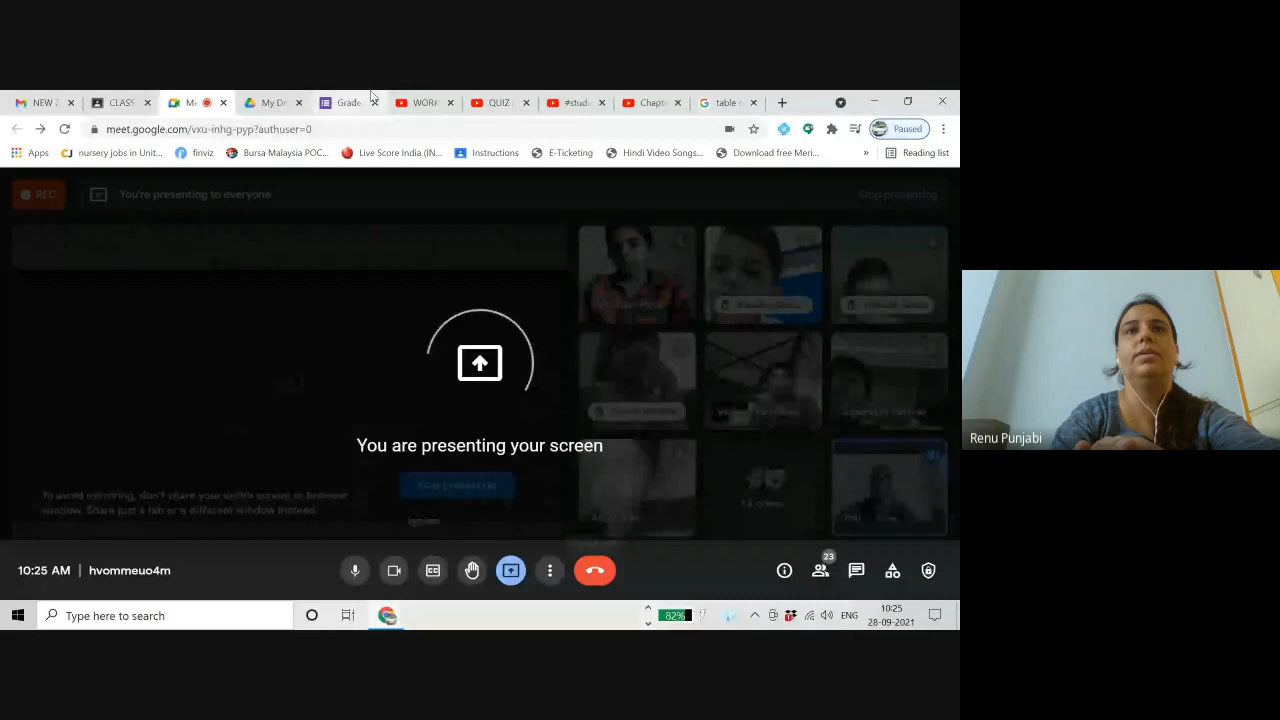 NEW
CLASS
My Dr
Grade
WORK
QUIZ
#stud
Chapt
table
meet.google.com/vxu-inhg-pyp?authuser=0
Paused
Apps
nursery jobs in Unit...
finviz
Bursa Malaysia POC...
Live Score India (IN...
Instructions
E-Ticketing
Hindi Video Songs...
Download free Meri...
»
Reading list
REC
You're presenting to everyone
Stop presenting
You are presenting your screen
Stop presenting
Ignore
To avoid mirroring, don't share your entire screen or browser
window. Share just a tab or a different window instead.
You
10:25 AM | hvommeuo4m
23
Type here to search
82%
ENG
10:25
28-09-2021
Renu Punjabi